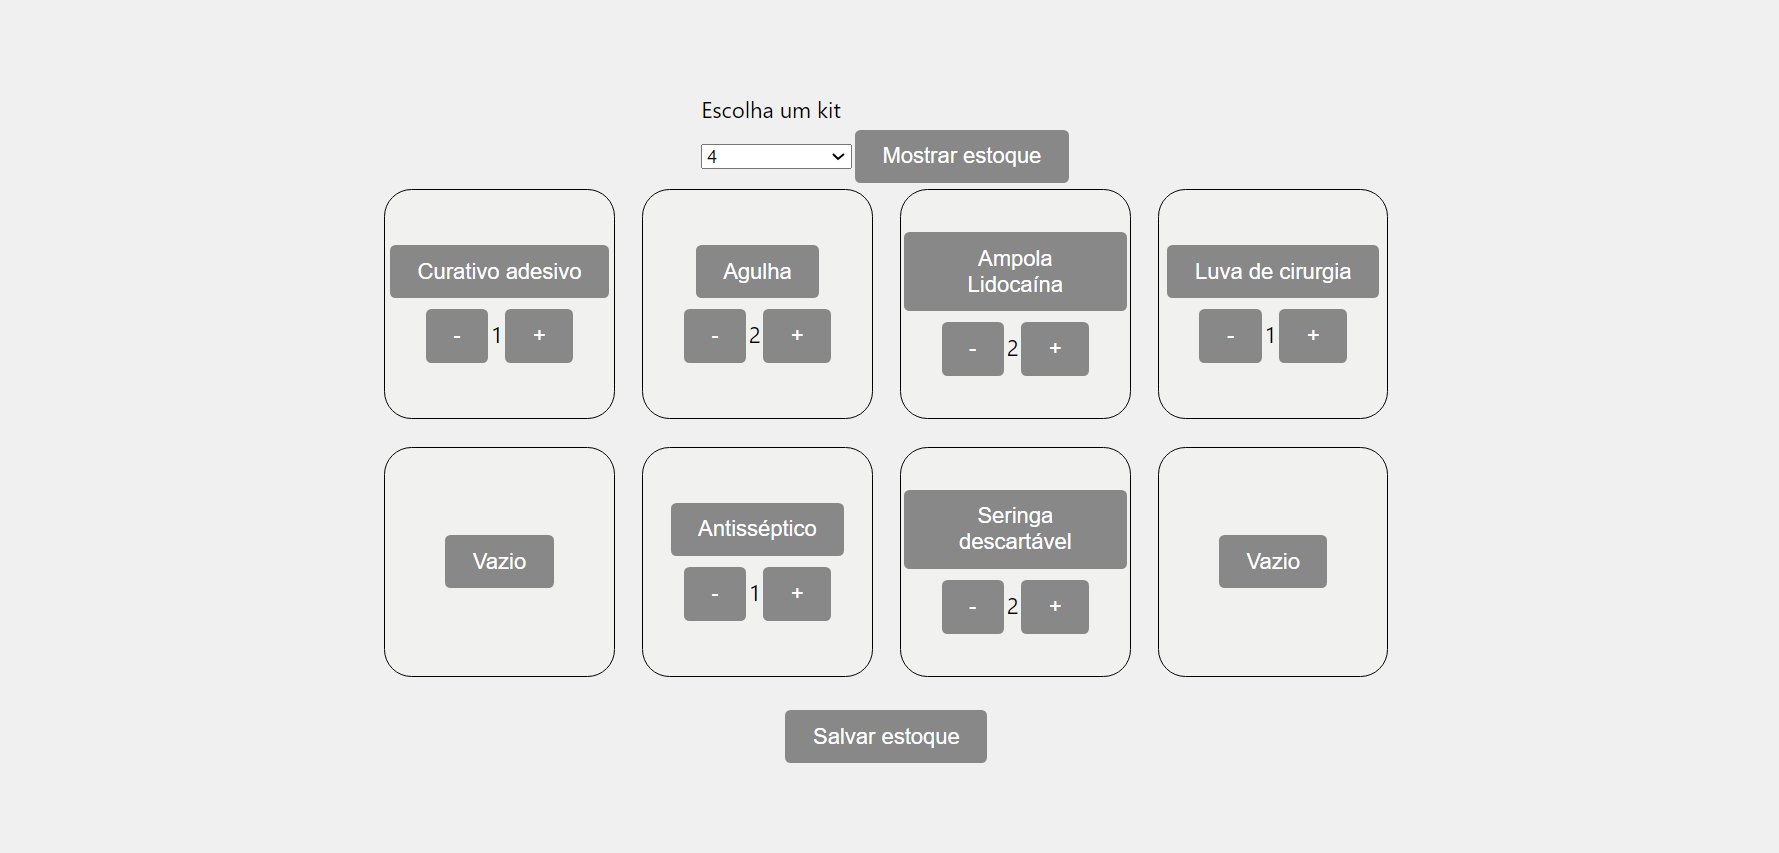 Escolha um kit
4 Mostrar estoque
Curativo adesivo
- 1 +
Agulha
- 2 +
Ampola
Lidocaína
- 2 +
Luva de cirurgia
- 1 +
Vazio
Antisséptico
- 1 +
Seringa
descartável
- 2 +
Vazio
Salvar estoque